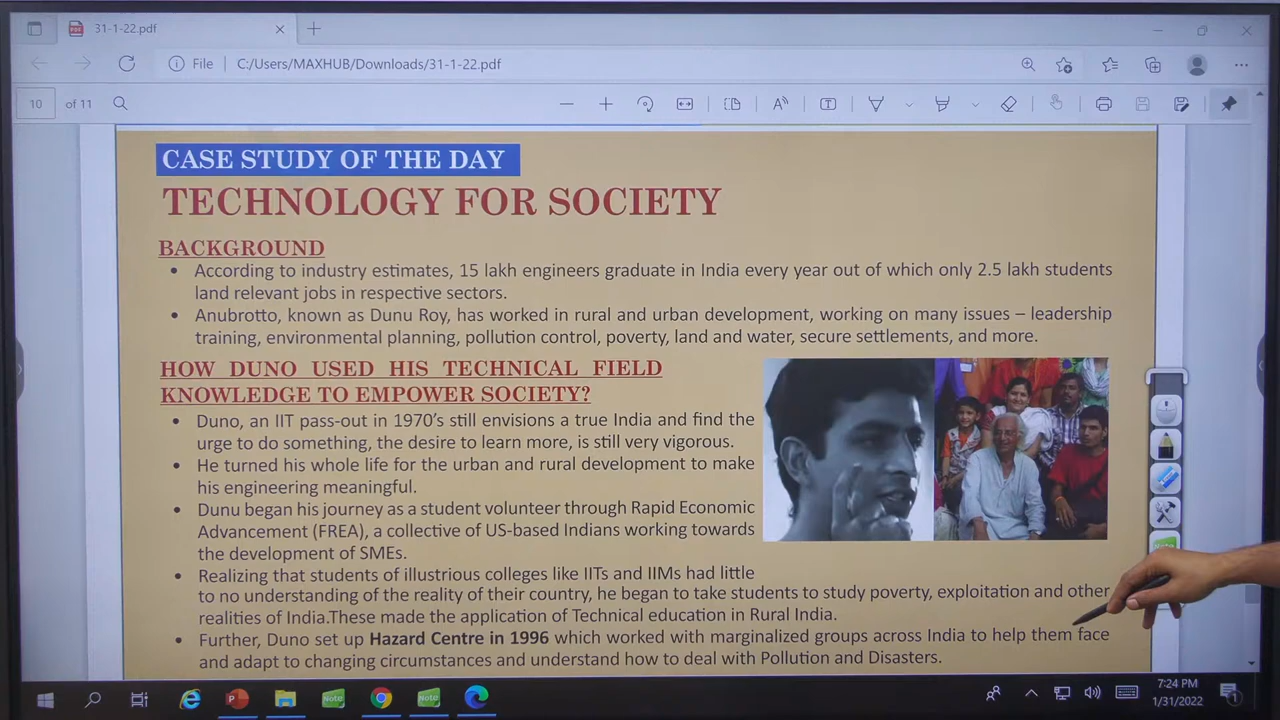 31-1-22.pdf
File C:/Users/MAXHUB/Downloads/31-1-22.pdf
10 of 11
CASE STUDY OF THE DAY
TECHNOLOGY FOR SOCIETY
BACKGROUND
• According to industry estimates, 15 lakh engineers graduate in India every year out of which only 2.5 lakh students
land relevant jobs in respective sectors.
• Anubrotto, known as Dunu Roy, has worked in rural and urban development, working on many issues – leadership
training, environmental planning, pollution control, poverty, land and water, secure settlements, and more.
HOW DUNO USED HIS TECHNICAL FIELD
KNOWLEDGE TO EMPOWER SOCIETY?
• Duno, an IIT pass-out in 1970's still envisions a true India and find the
urge to do something, the desire to learn more, is still very vigorous.
• He turned his whole life for the urban and rural development to make
his engineering meaningful.
• Dunu began his journey as a student volunteer through Rapid Economic
Advancement (FREA), a collective of US-based Indians working towards
the development of SMEs.
• Realizing that students of illustrious colleges like IITs and IIMs had little
to no understanding of the reality of their country, he began to take students to study poverty, exploitation and other
realities of India.These made the application of Technical education in Rural India.
• Further, Duno set up Hazard Centre in 1996 which worked with marginalized groups across India to help them face
and adapt to changing circumstances and understand how to deal with Pollution and Disasters.
Note
Note Note
7:24 PM
1/31/2022
1